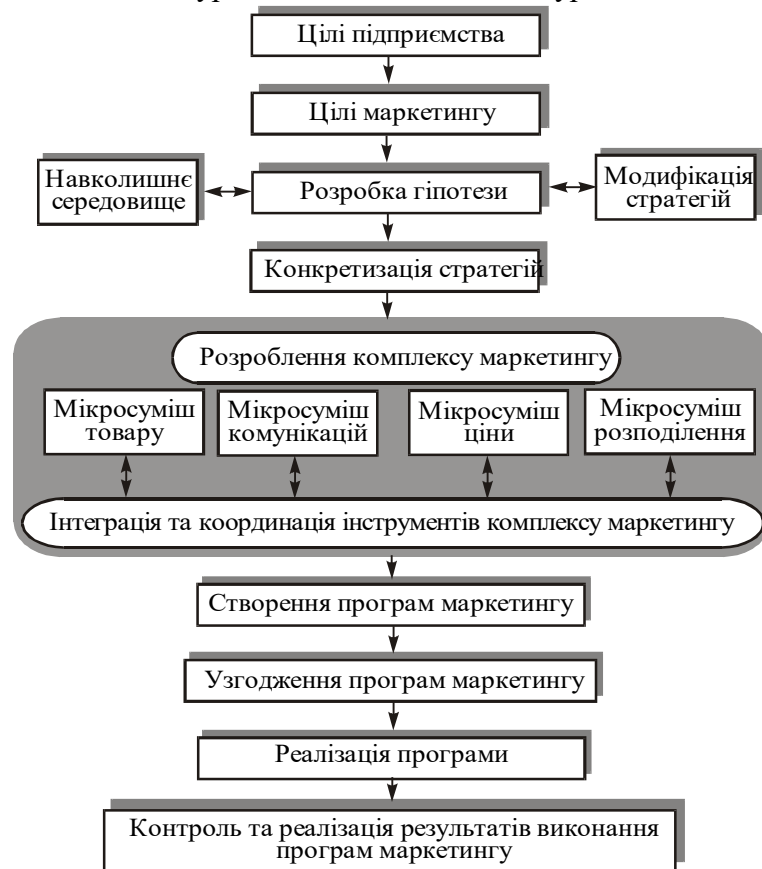 Цілі підприємства
Цілі маркетингу
Навколишнє
середовище
Розробка гіпотези
Модифікація
стратегій
Конкретизація стратегій
Розроблення комплексу маркетингу
Мікросуміш
товару
Мікросуміш
комунікацій
Мікросуміш
ціни
Мікросуміш
розподілення
Інтеграція та координація інструментів комплексу маркетингу
Створення програм маркетингу
Узгодження програм маркетингу
Реалізація програми
Контроль та реалізація результатів виконання
програм маркетингу